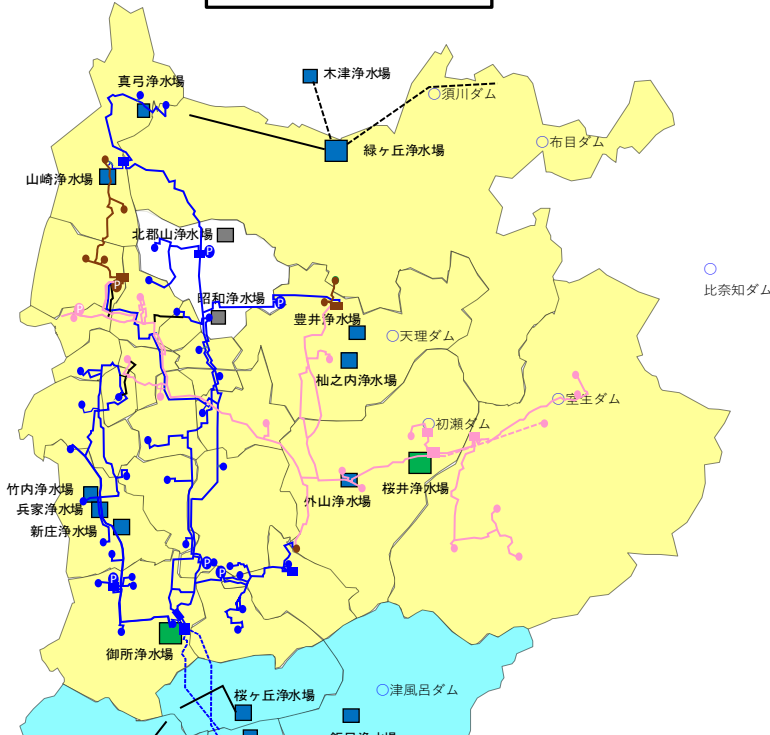 真弓浄水場
木津浄水場
須川ダム
布目ダム
緑ヶ丘浄水場
山崎浄水場
北郡山浄水場
比奈知ダム
昭和浄水場
豊井浄水場
天理ダム
杣之内浄水場
室生ダム
初瀬ダム
桜井浄水場
外山浄水場
竹内浄水場
兵家浄水場
新庄浄水場
御所浄水場
津風呂ダム
桜ヶ丘浄水場
P
P
P
P
P
P
P